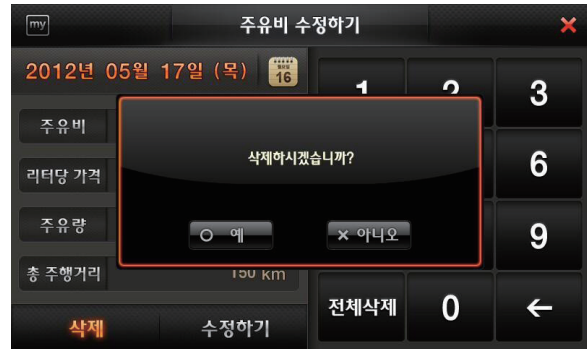 my
주유비 수정하기
2012년 05월 17일 (목)
16
1 2 3
주유비
삭제하시겠습니까?
리터당 가격
6
주유량
예
아니오
9
총 주행거리
150 km
전체삭제 0 ←
삭제
수정하기